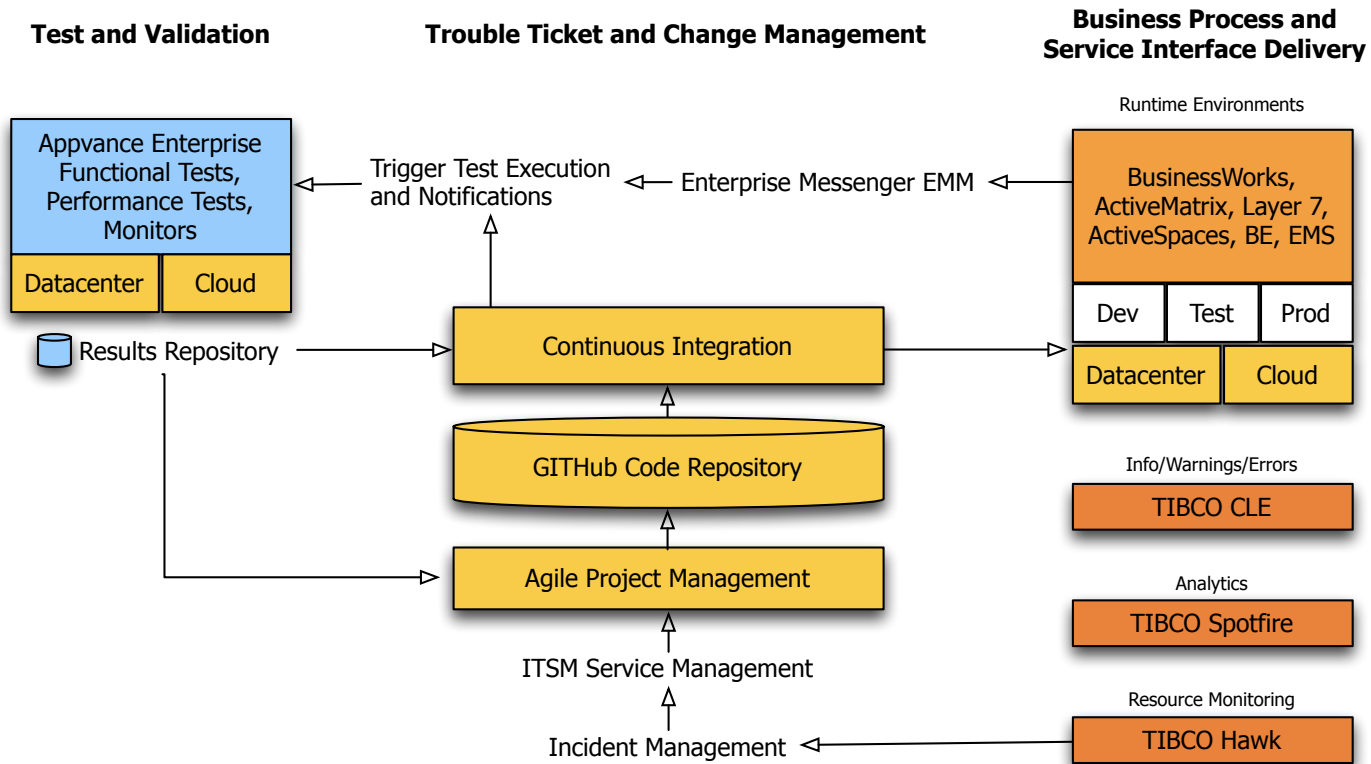 Test and Validation
Trouble Ticket and Change Management
Business Process and
Service Interface Delivery
Runtime Environments
Appvance Enterprise
Functional Tests,
Performance Tests,
Monitors
Datacenter
Cloud
Trigger Test Execution
and Notifications
Enterprise Messenger EMM
BusinessWorks,
ActiveMatrix, Layer 7,
ActiveSpaces, BE, EMS
Dev
Test
Prod
Datacenter
Cloud
Results Repository
Continuous Integration
GITHub Code Repository
Agile Project Management
ITSM Service Management
Incident Management
Info/Warnings/Errors
TIBCO CLE
Analytics
TIBCO Spotfire
Resource Monitoring
TIBCO Hawk